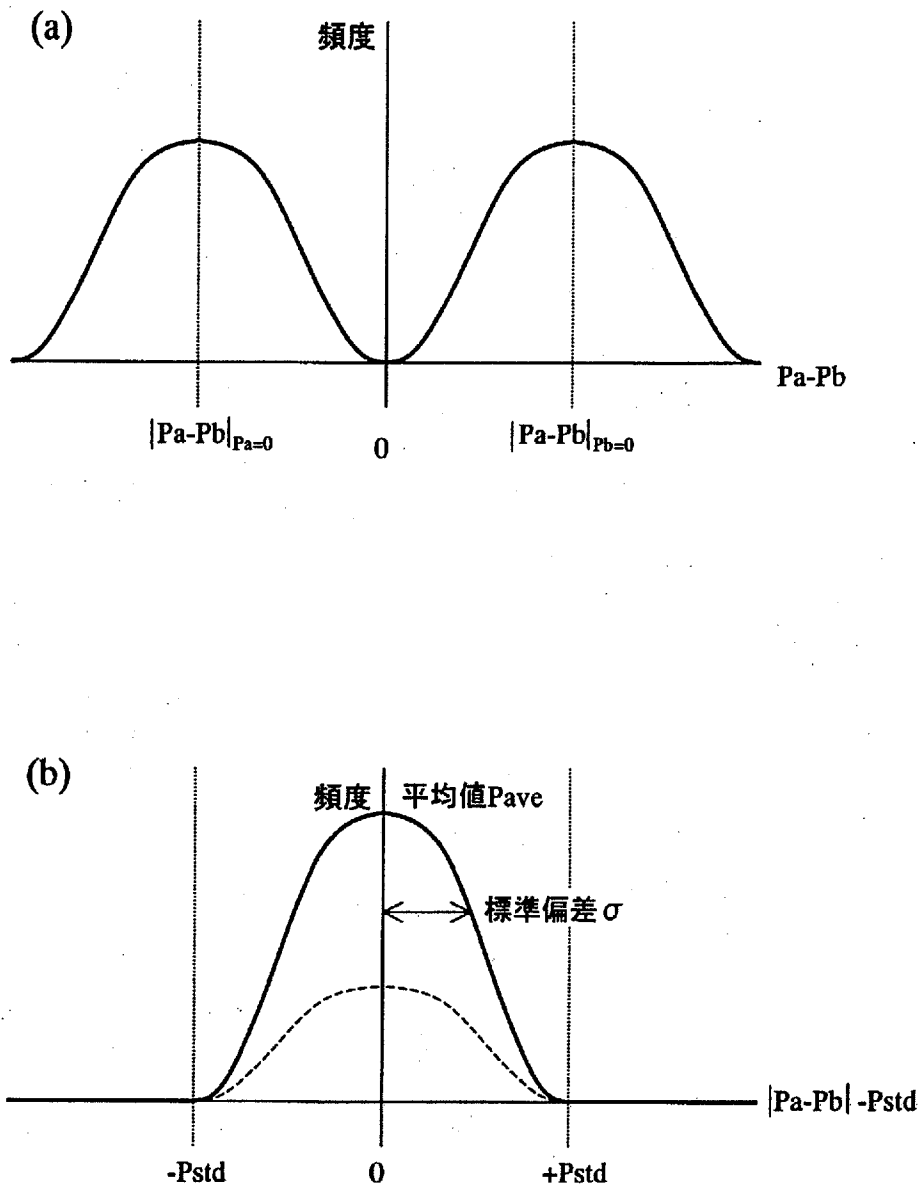 (a)
頻度
Pa-Pb
|Pa-Pb|Pa=0
0
|Pa-Pb|Pb=0
(b)
頻度
平均値Pave
標準偏差σ
|Pa-Pb| -Pstd
-Pstd
0
+Pstd